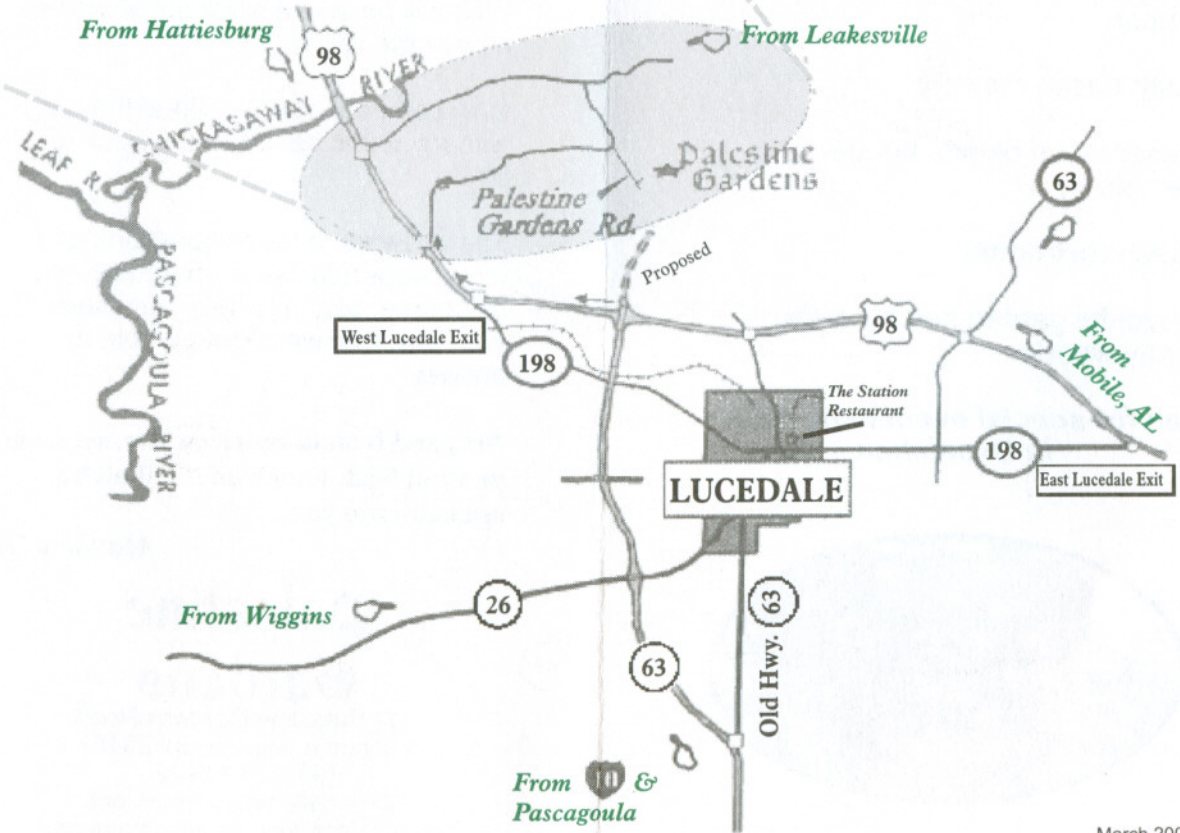 From Hattiesburg
98
From Leakesville
CHICKASAWAY RIVER
LEAF R.
Palestine
Gardens
63
Palestine
Gardens Rd.
PASCAGOULA RIVER
Proposed
98
West Lucedale Exit
198
From
Mobile, AL
The Station
Restaurant
198
East Lucedale Exit
LUCEDALE
26
63
From Wiggins
Old Hwy.
63
From 10 &
Pascagoula
March 200